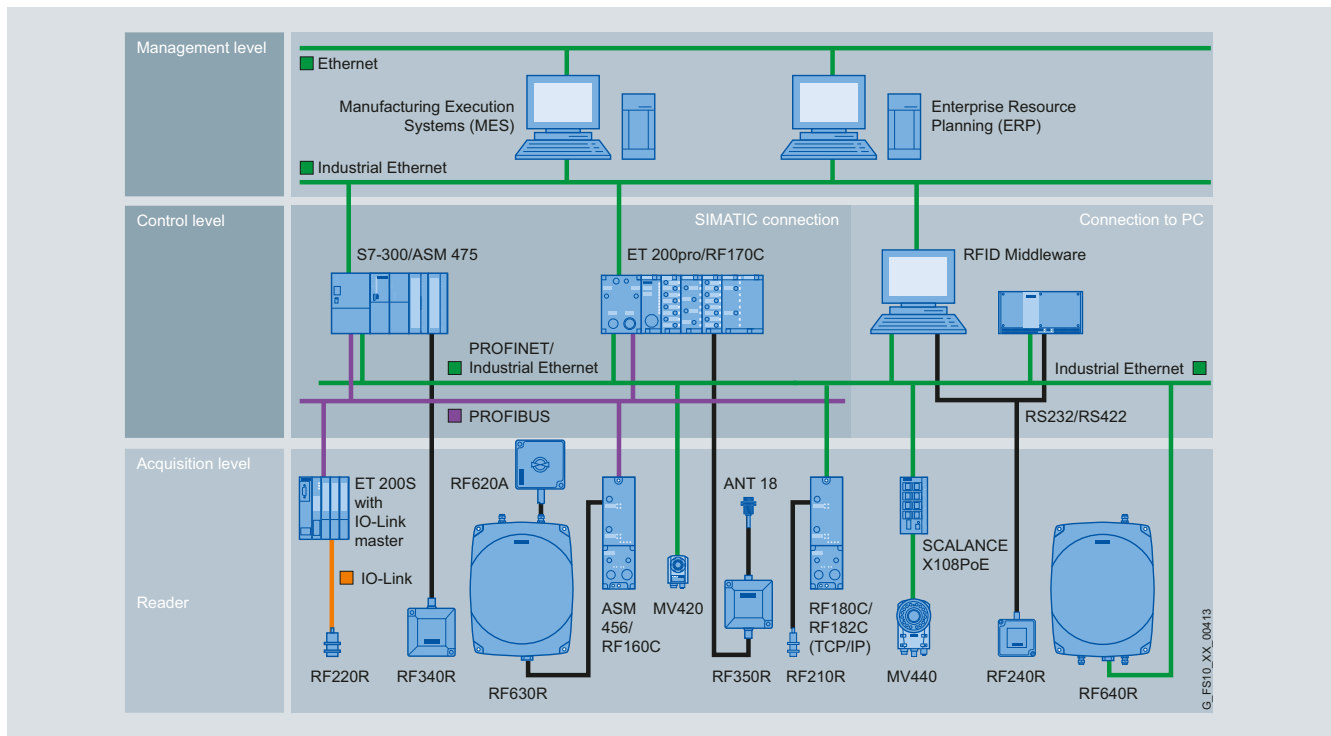 Management level
Ethernet
Manufacturing Execution
Systems (MES)
Enterprise Resource
Planning (ERP)
Industrial Ethernet
Control level
SIMATIC connection
Connection to PC
S7-300/ASM 475
ET 200pro/RF170C
RFID Middleware
PROFINET/
Industrial Ethernet
Industrial Ethernet
PROFIBUS
RS232/RS422
Acquisition level
ET 200S
with
IO-Link
master
RF620A
ANT 18
SCALANCE
X108PoE
IO-Link
Reader
ASM
456/
RF160C
MV420
RF180C/
RF182C
(TCP/IP)
RF220R
RF340R
RF630R
RF350R
RF210R
MV440
RF240R
RF640R
G_FS10_XX_00413